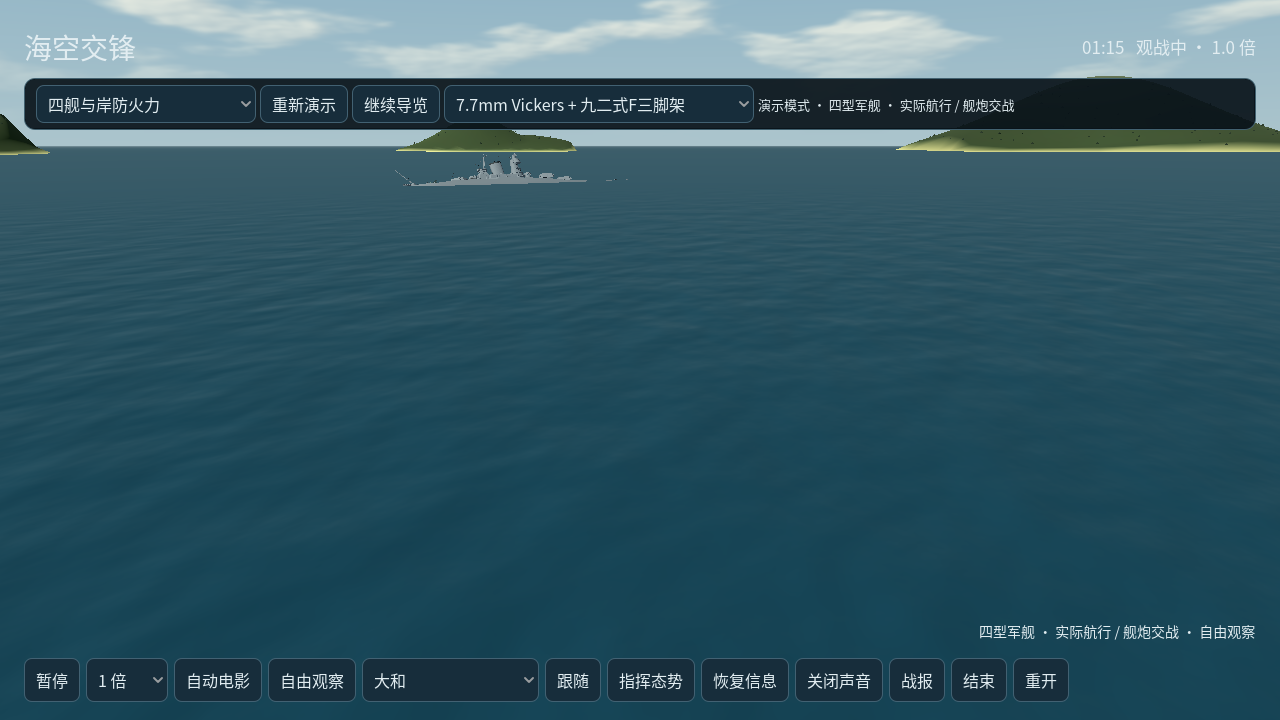 海空交锋
01:15 观战中 · 1.0 倍
四舰与岸防火力 重新演示 继续导览 7.7mm Vickers + 九二式F三脚架 演示模式 · 四型军舰 · 实际航行 / 舰炮交战
四型军舰 · 实际航行 / 舰炮交战 · 自由观察
暂停 1 倍 自动电影 自由观察 大和 跟随 指挥态势 恢复信息 关闭声音 战报 结束 重开